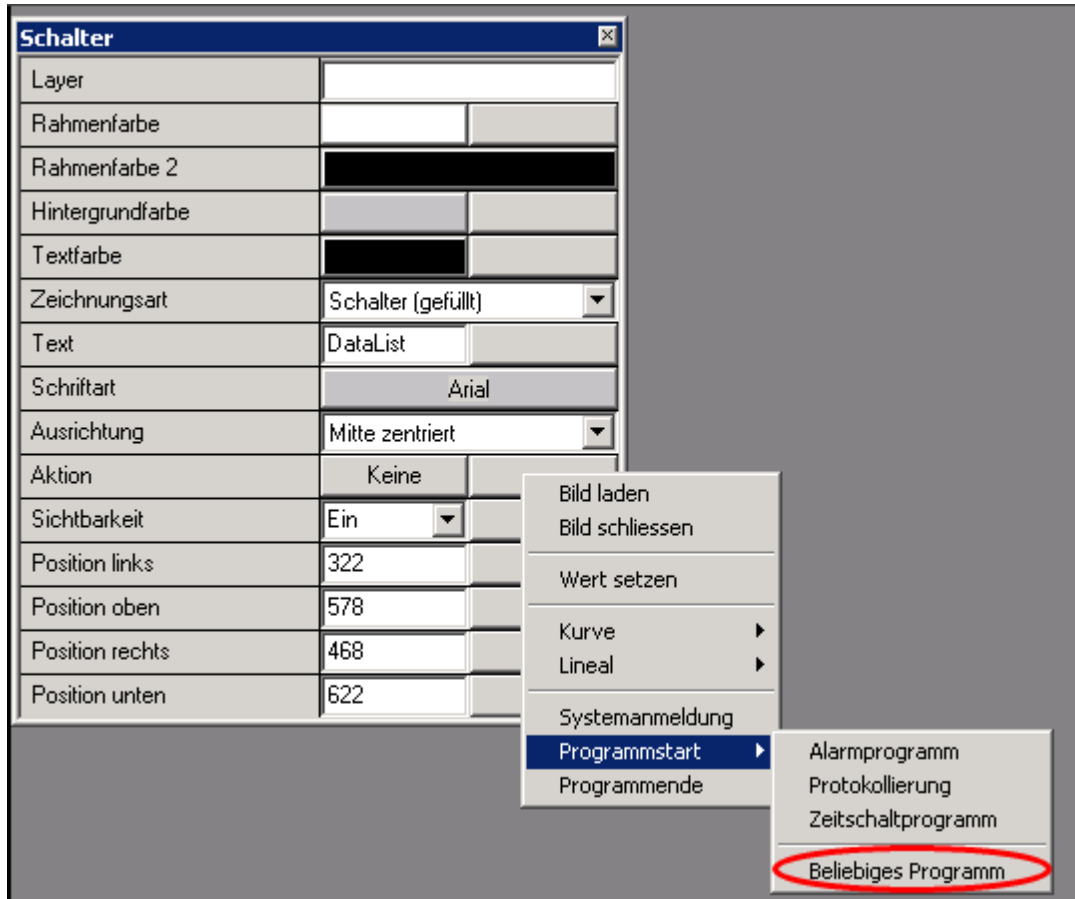 Schalter
Layer
Rahmenfarbe
Rahmenfarbe 2
Hintergrundfarbe
Textfarbe
Zeichnungsart Schalter (gefüllt)
Text DataList
Schriftart Arial
Ausrichtung Mitte zentriert
Aktion Keine
Sichtbarkeit Ein
Position links 322
Position oben 578
Position rechts 468
Position unten 622
Bild laden
Bild schliessen
Wert setzen
Kurve
Lineal
Systemanmeldung
Programmstart
Programmende
Alarmprogramm
Protokollierung
Zeitschaltprogramm
Beliebiges Programm